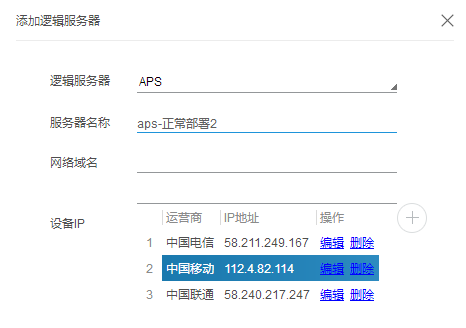 添加逻辑服务器
逻辑服务器 APS
服务器名称 aps-正常部署2
网络域名
设备IP
运营商 IP地址 操作
1 中国电信 58.211.249.167 编辑 删除
2 中国移动 112.4.82.114 编辑 删除
3 中国联通 58.240.217.247 编辑 删除